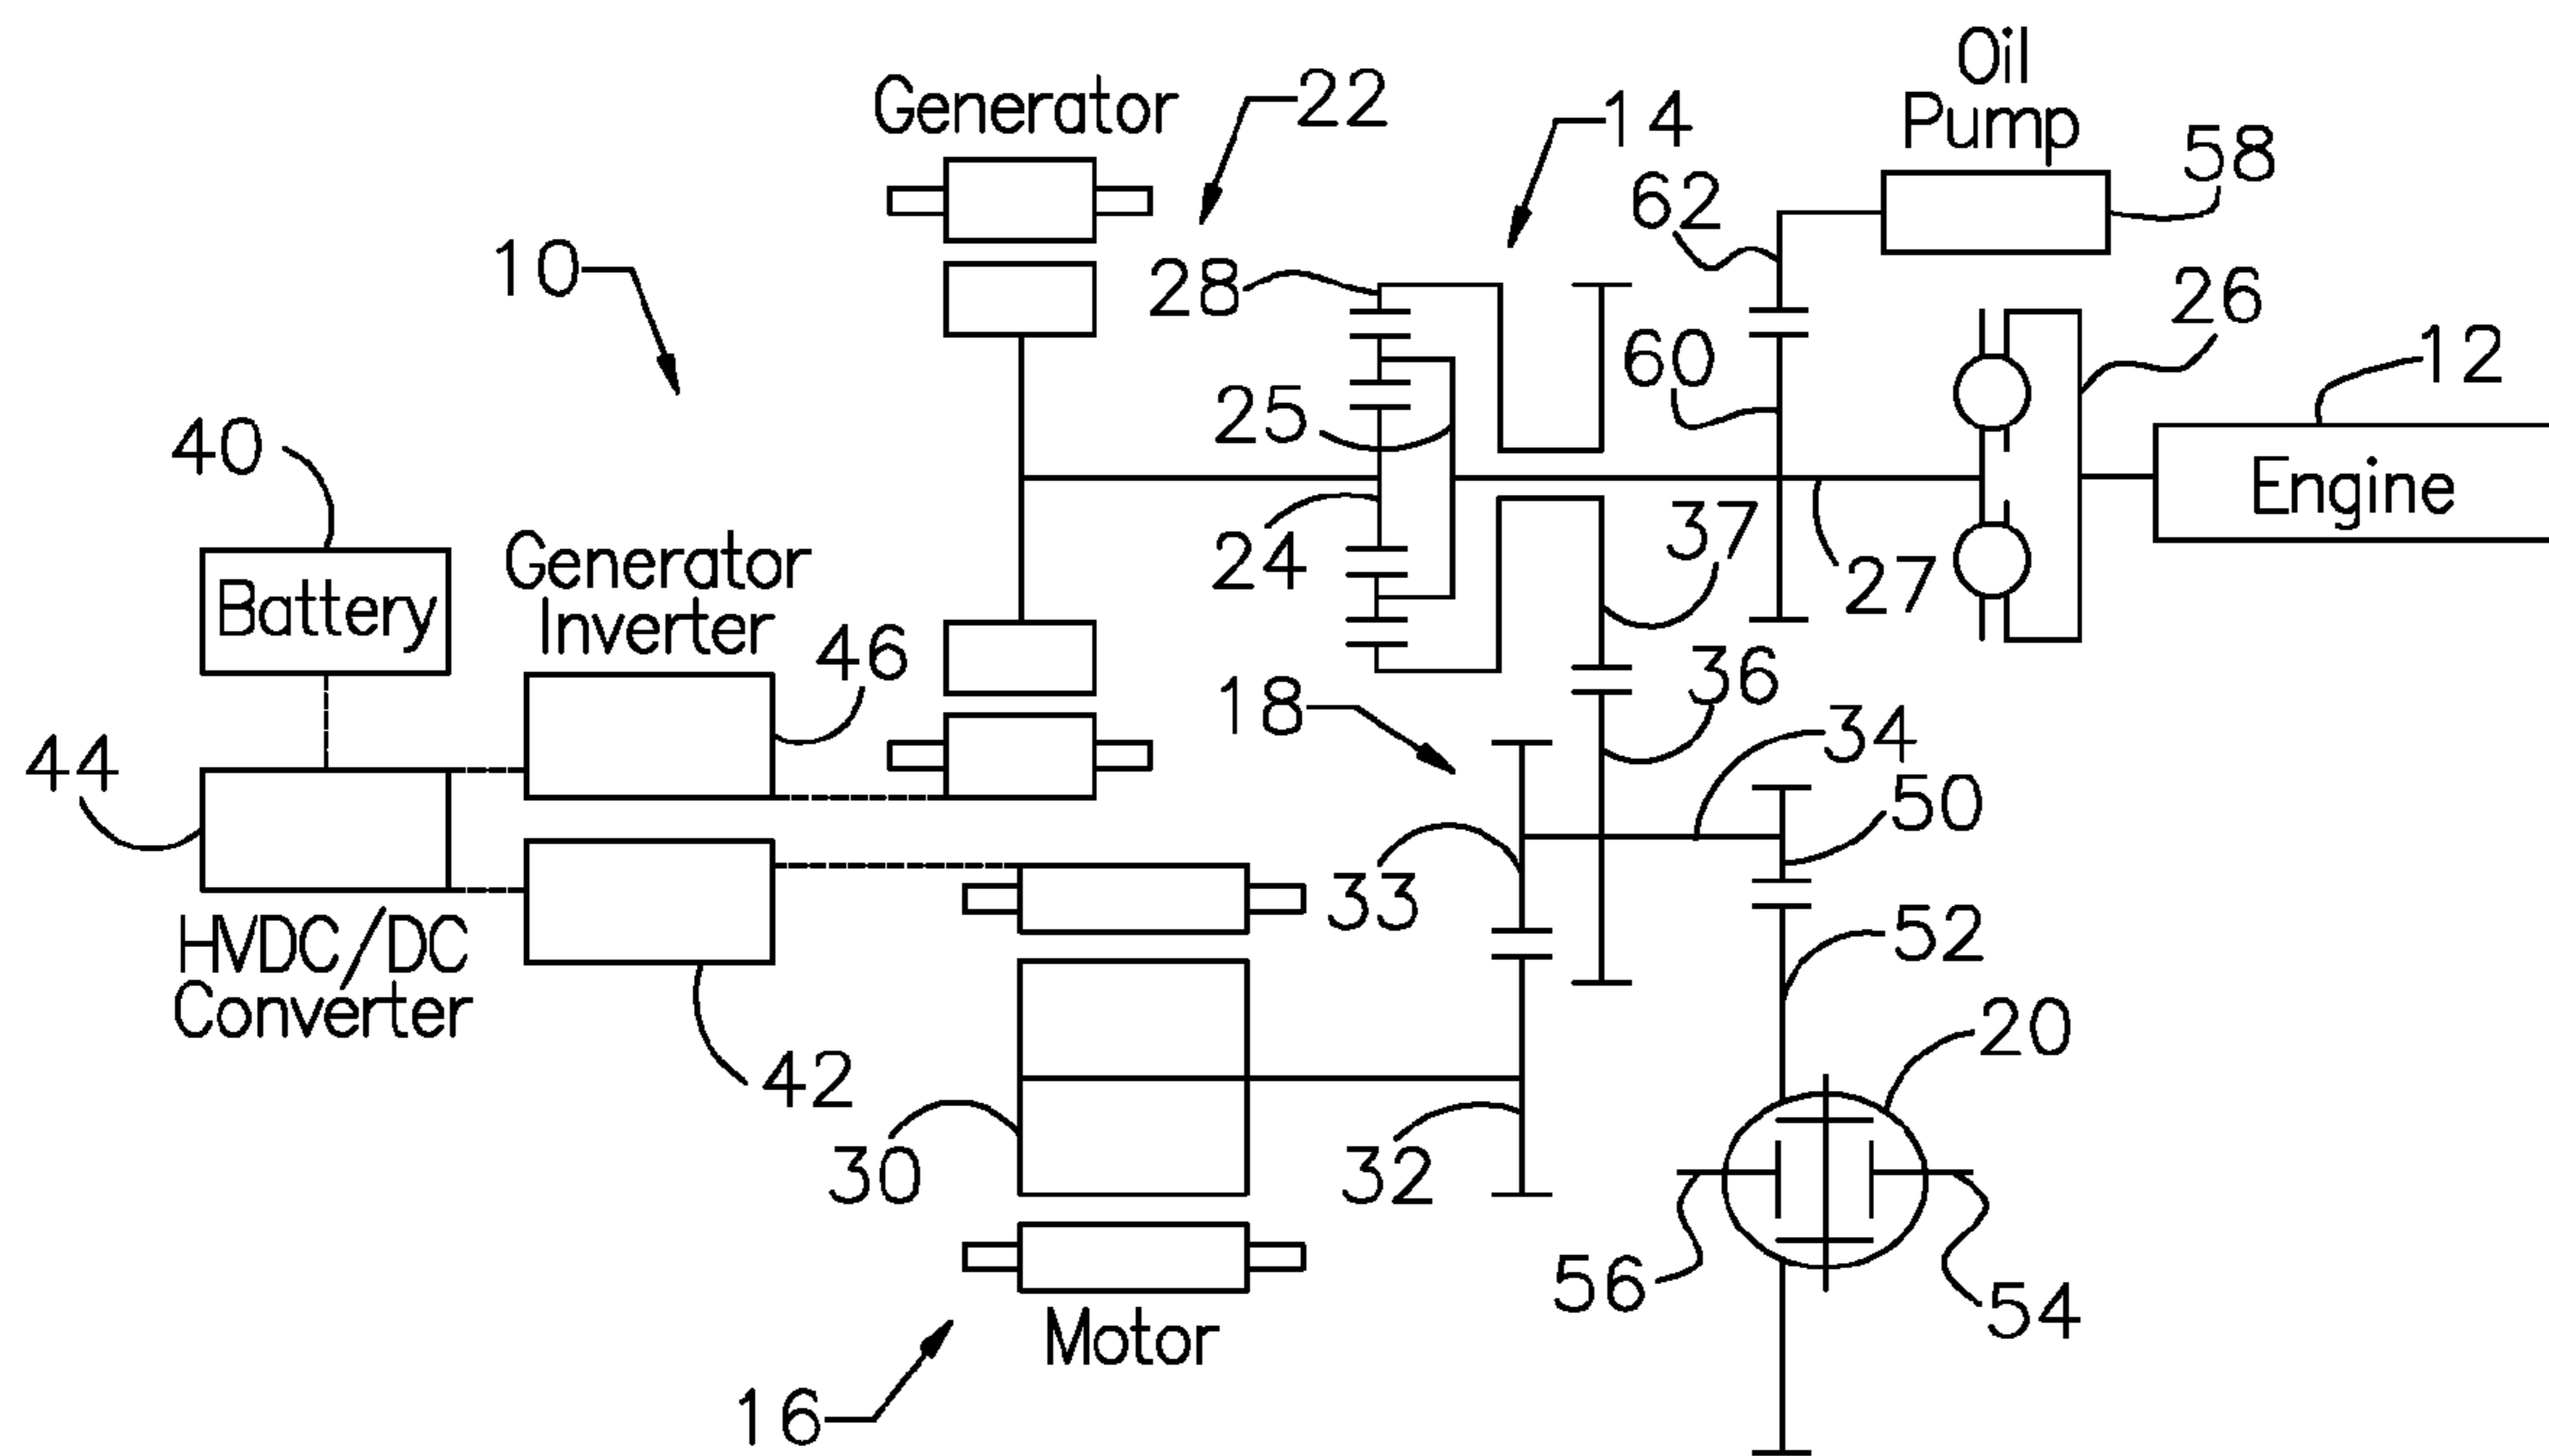 Oil
Pump
Generator
22
14
58
62
10
28
26
60
12
25
40
Engine
24
37
27
Generator
Inverter
Battery
46
36
18
34
44
50
33
52
HVDC/DC
Converter
20
42
30
32
56
54
Motor
16